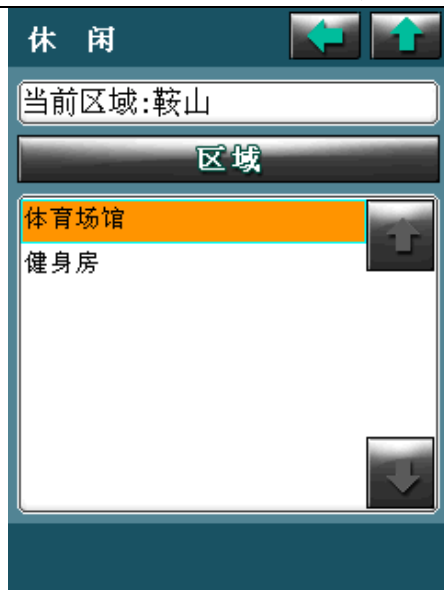 休 闲
当前区域:鞍山
区域
体育场馆
健身房